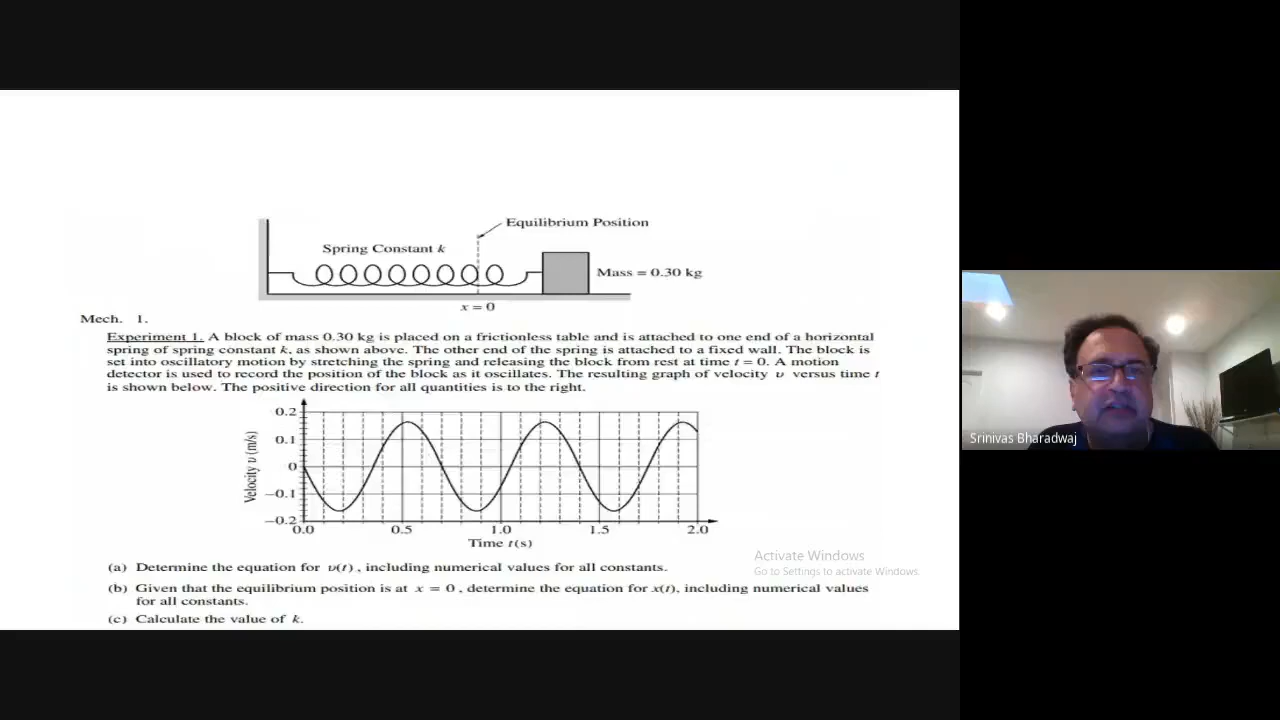 Equilibrium Position
Spring Constant k
Mass = 0.30 kg
x = 0
Mech. 1.
Experiment 1. A block of mass 0.30 kg is placed on a frictionless table and is attached to one end of a horizontal
spring of spring constant k, as shown above. The other end of the spring is attached to a fixed wall. The block is
set into oscillatory motion by stretching the spring and releasing the block from rest at time t = 0. A motion
detector is used to record the position of the block as it oscillates. The resulting graph of velocity υ versus time t
is shown below. The positive direction for all quantities is to the right.
Velocity υ (m/s)
0.2
0.1
0
−0.1
−0.2
0.0 0.5 1.0 1.5 2.0
Time t(s)
(a) Determine the equation for υ(t), including numerical values for all constants.
(b) Given that the equilibrium position is at x = 0, determine the equation for x(t), including numerical values
for all constants.
(c) Calculate the value of k.
Activate Windows
Go to Settings to activate Windows.
Srinivas Bharadwaj